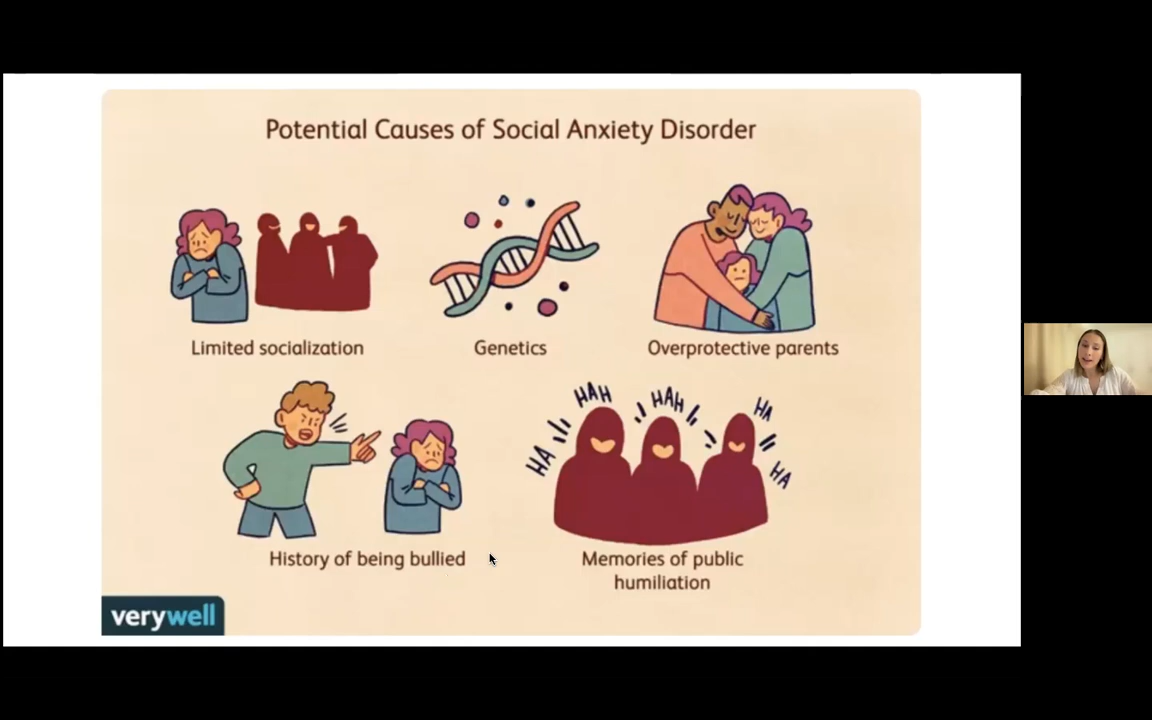 Potential Causes of Social Anxiety Disorder
Limited socialization
Genetics
Overprotective parents
HA
HAH
HAH
HA
HA
History of being bullied
Memories of public
humiliation
verywell